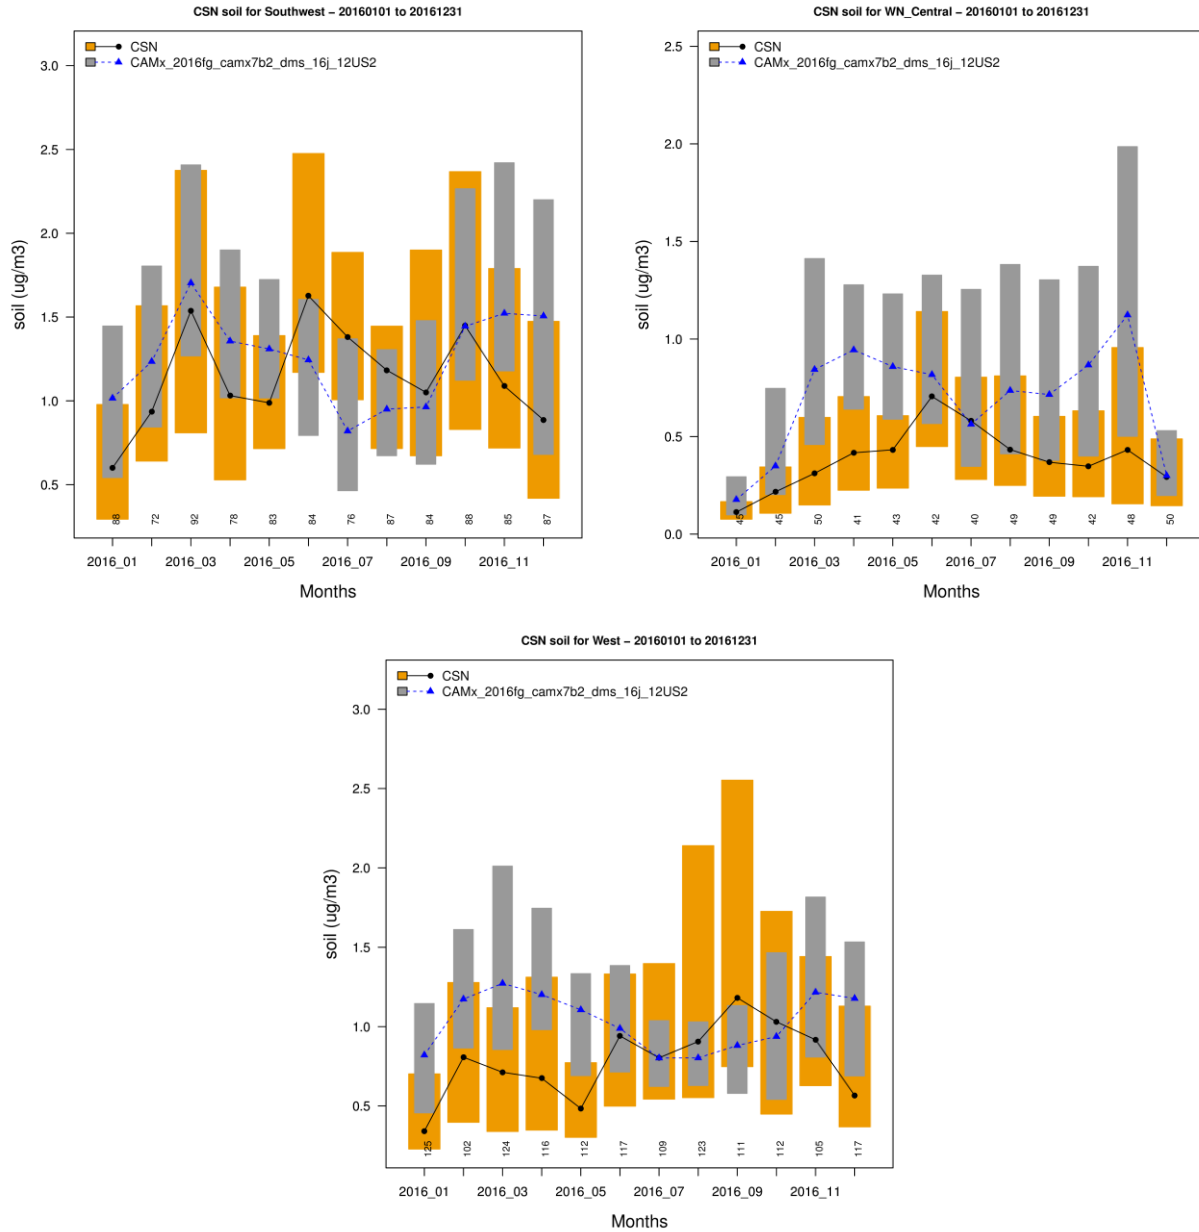 CSN soil for Southwest – 20160101 to 20161231
CSN
CAMx_2016fg_camx7b2_dms_16j_12US2
soil (ug/m3)
3.0
2.5
2.0
1.5
1.0
0.5
88 72 92 78 83 84 76 87 84 88 85 87
2016_01 2016_03 2016_05 2016_07 2016_09 2016_11
Months
CSN soil for WN_Central – 20160101 to 20161231
CSN
CAMx_2016fg_camx7b2_dms_16j_12US2
soil (ug/m3)
2.5
2.0
1.5
1.0
0.5
0.0
45 45 50 41 43 42 40 49 49 42 48 50
2016_01 2016_03 2016_05 2016_07 2016_09 2016_11
Months
CSN soil for West – 20160101 to 20161231
CSN
CAMx_2016fg_camx7b2_dms_16j_12US2
soil (ug/m3)
3.0
2.5
2.0
1.5
1.0
0.5
125 102 124 116 112 117 109 123 111 112 105 117
2016_01 2016_03 2016_05 2016_07 2016_09 2016_11
Months